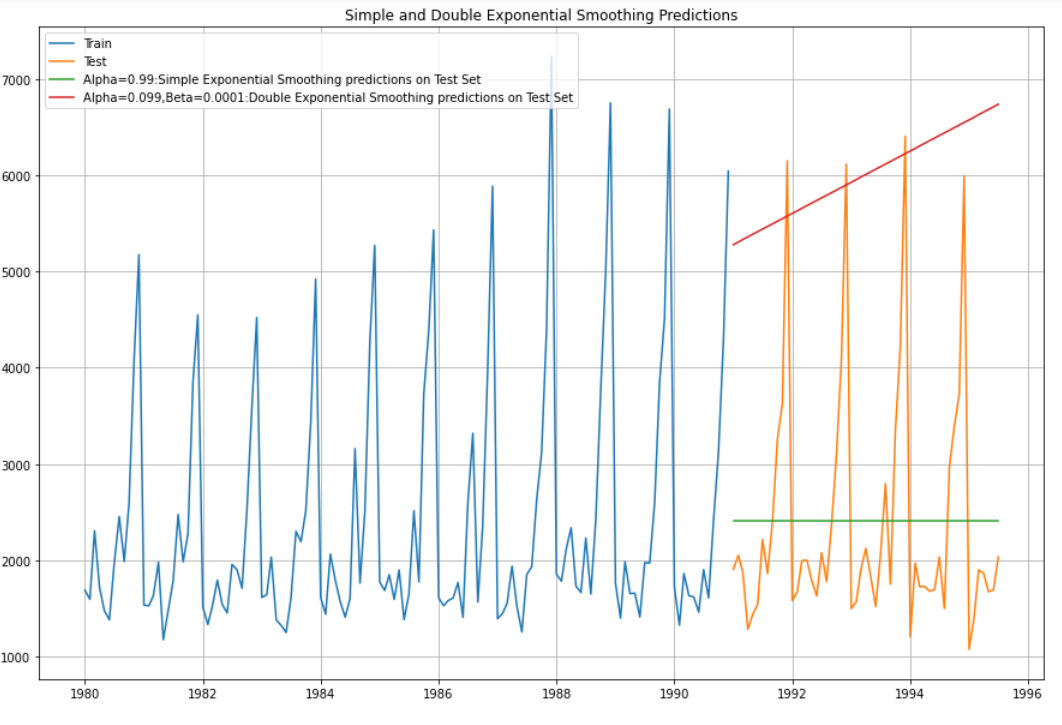 Simple and Double Exponential Smoothing Predictions
Train
Test
Alpha=0.99:Simple Exponential Smoothing predictions on Test Set
Alpha=0.099,Beta=0.0001:Double Exponential Smoothing predictions on Test Set
7000
6000
5000
4000
3000
2000
1000
1980 1982 1984 1986 1988 1990 1992 1994 1996